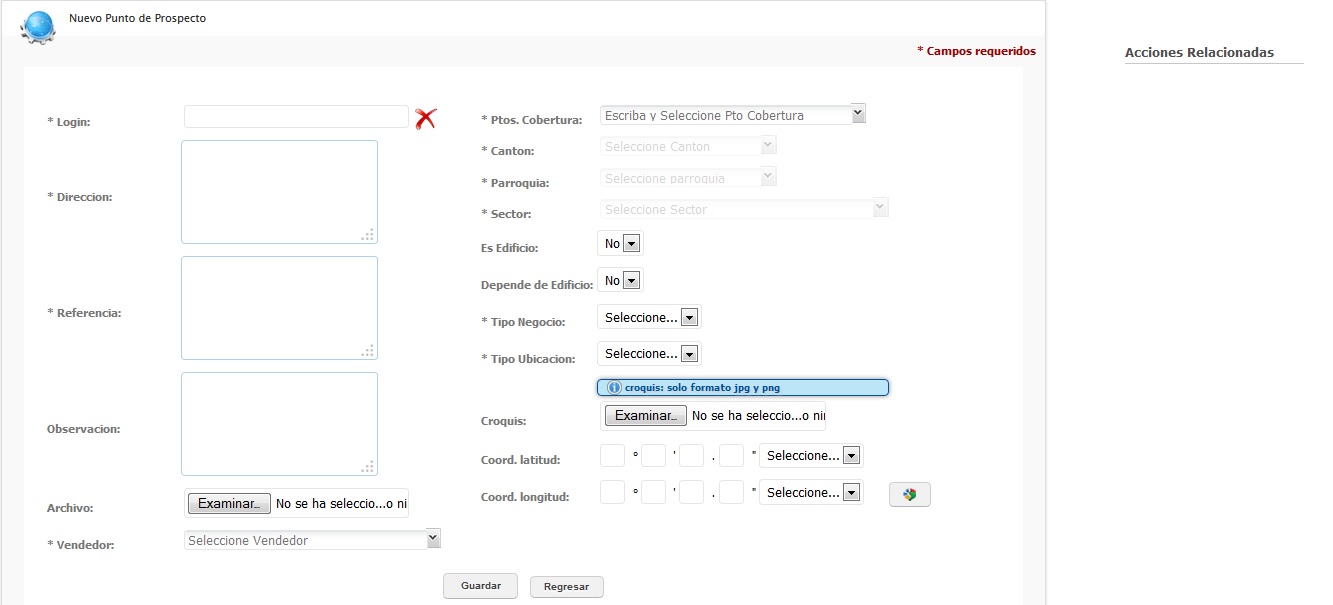 Nuevo Punto de Prospecto
* Campos requeridos
Acciones Relacionadas
* Login:
* Direccion:
* Referencia:
Observacion:
Archivo: Examinar... No se ha seleccio...o ni
* Vendedor: Seleccione Vendedor
* Ptos. Cobertura: Escriba y Seleccione Pto Cobertura
* Canton: Seleccione Canton
* Parroquia: Seleccione parroquia
* Sector: Seleccione Sector
Es Edificio: No
Depende de Edificio: No
* Tipo Negocio: Seleccione...
* Tipo Ubicacion: Seleccione...
croquis: solo formato jpg y png
Croquis: Examinar... No se ha seleccio...o nin
Coord. latitud: ° ' . " Seleccione...
Coord. longitud: ° ' . " Seleccione...
Guardar Regresar